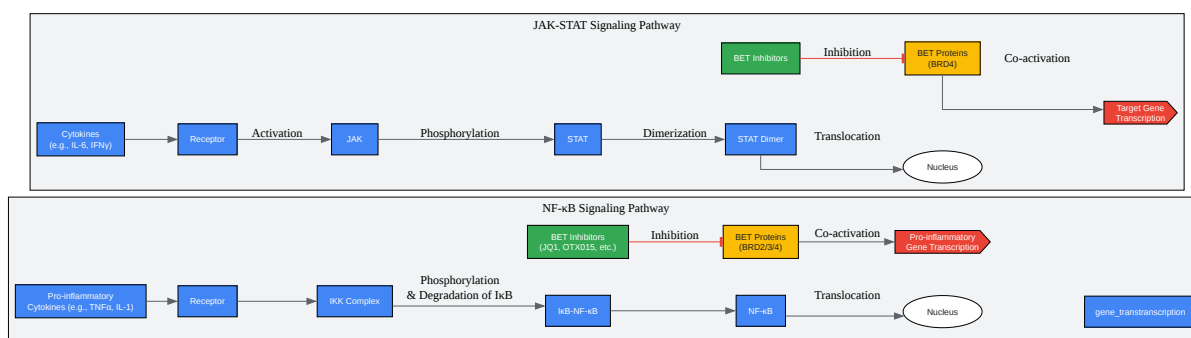 JAK-STAT Signaling Pathway
BET Inhibitors
Inhibition
BET Proteins
(BRD4)
Co-activation
Target Gene
Transcription
Cytokines
(e.g., IL-6, IFNγ)
Receptor
Activation
JAK
Phosphorylation
STAT
Dimerization
STAT Dimer
Translocation
Nucleus
NF-κB Signaling Pathway
BET Inhibitors
(JQ1, OTX015, etc.)
Inhibition
BET Proteins
(BRD2/3/4)
Co-activation
Pro-inflammatory
Gene Transcription
Pro-inflammatory
Cytokines (e.g., TNFα, IL-1)
Receptor
IKK Complex
Phosphorylation
& Degradation of IκB
IκB-NF-κB
NF-κB
Translocation
Nucleus
gene_transtranscription